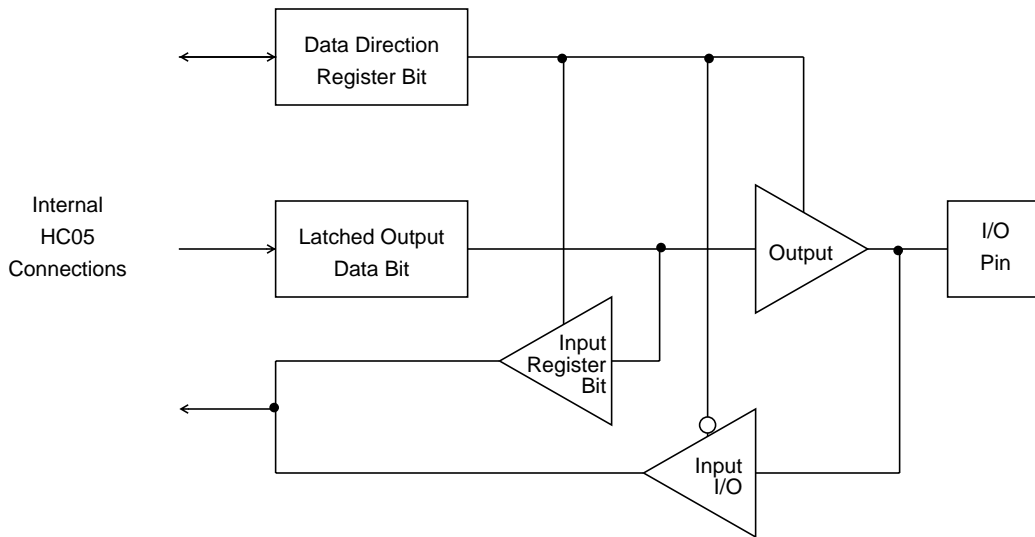 Data Direction
Register Bit
Internal
HC05
Connections
Latched Output
Data Bit
Output
I/O
Pin
Input
Register
Bit
Input
I/O